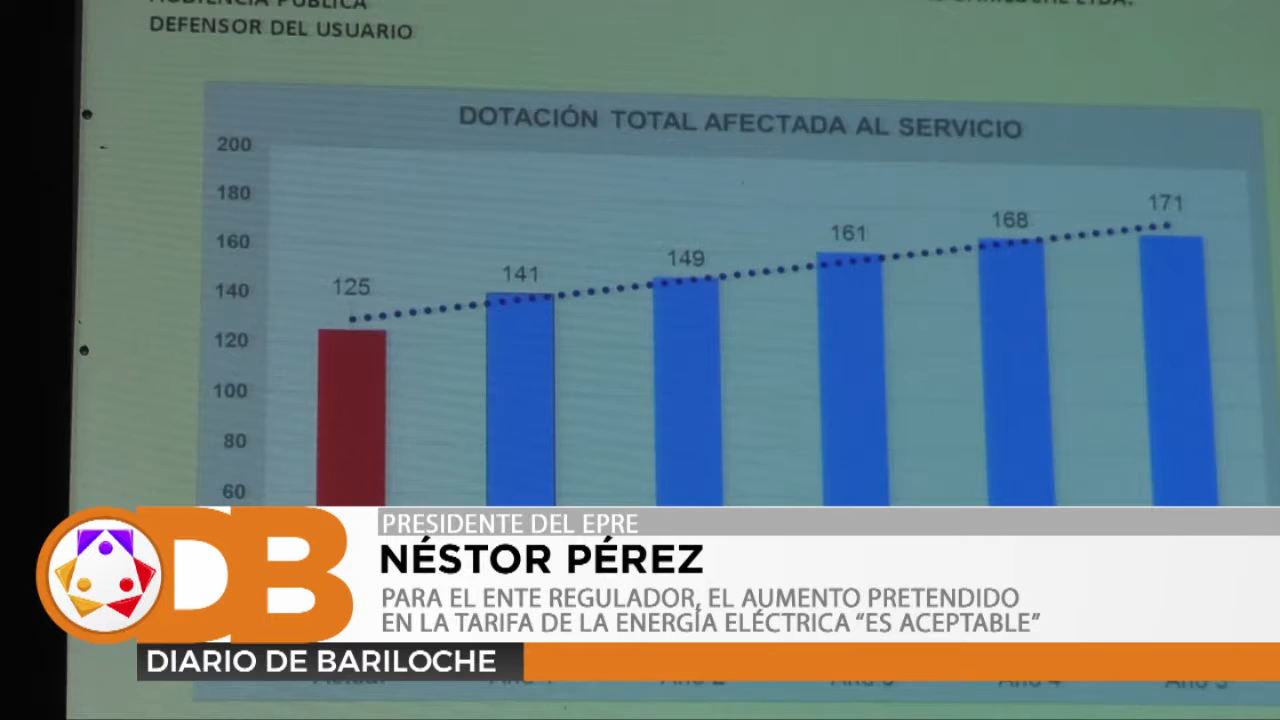 AUDIENCIA PÚBLICA
DEFENSOR DEL USUARIO
DOTACIÓN TOTAL AFECTADA AL SERVICIO
200
180
160
140
120
100
80
60
125
141
149
161
168
171
DB
PRESIDENTE DEL EPRE
NÉSTOR PÉREZ
PARA EL ENTE REGULADOR, EL AUMENTO PRETENDIDO
EN LA TARIFA DE LA ENERGÍA ELÉCTRICA “ES ACEPTABLE”
DIARIO DE BARILOCHE